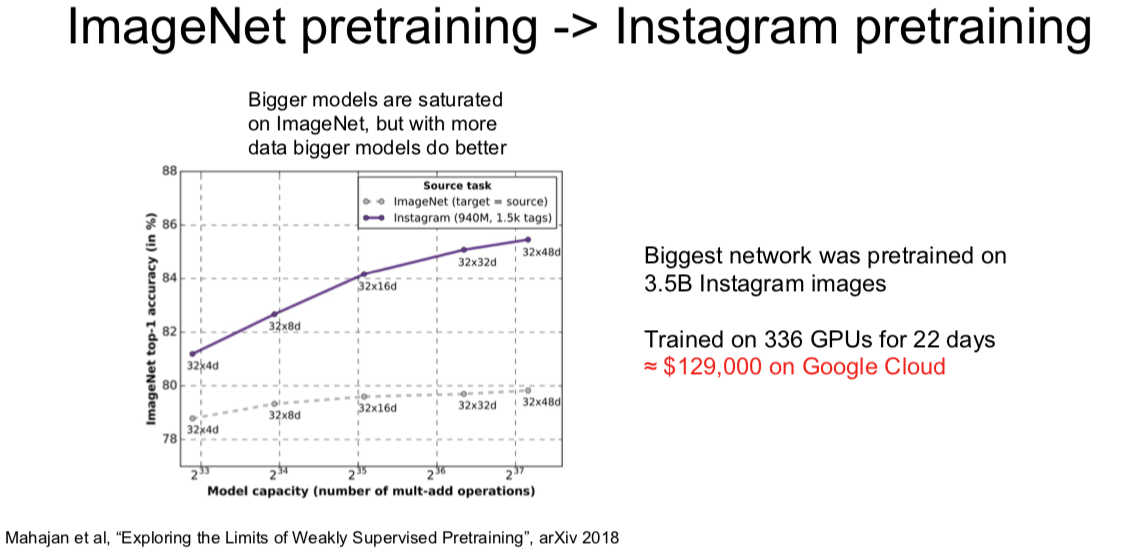 ImageNet pretraining -> Instagram pretraining
Bigger models are saturated
on ImageNet, but with more
data bigger models do better
88
86
84
82
80
78
ImageNet top-1 accuracy (in %)
Source task
ImageNet (target = source)
Instagram (940M, 1.5k tags)
32x4d
32x8d
32x16d
32x32d
32x48d
32x4d
32x8d
32x16d
32x32d
32x48d
2^33 2^34 2^35 2^36 2^37
Model capacity (number of mult-add operations)
Biggest network was pretrained on
3.5B Instagram images
Trained on 336 GPUs for 22 days
≈ $129,000 on Google Cloud
Mahajan et al, “Exploring the Limits of Weakly Supervised Pretraining”, arXiv 2018